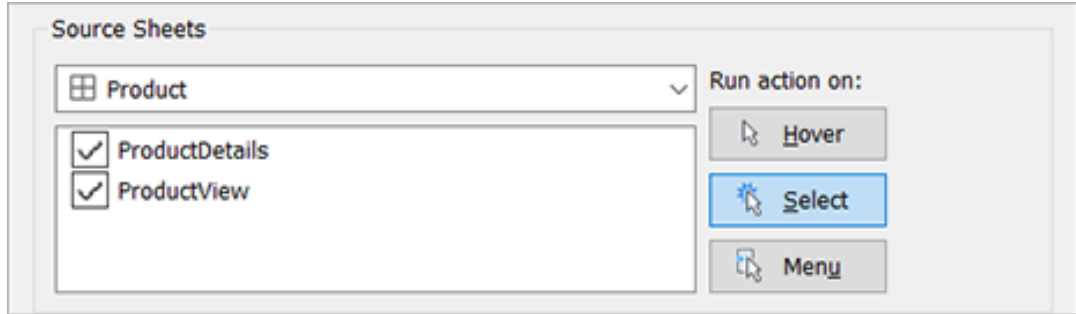 Source Sheets
Product
Run action on:
ProductDetails
ProductView
Hover
Select
Menu